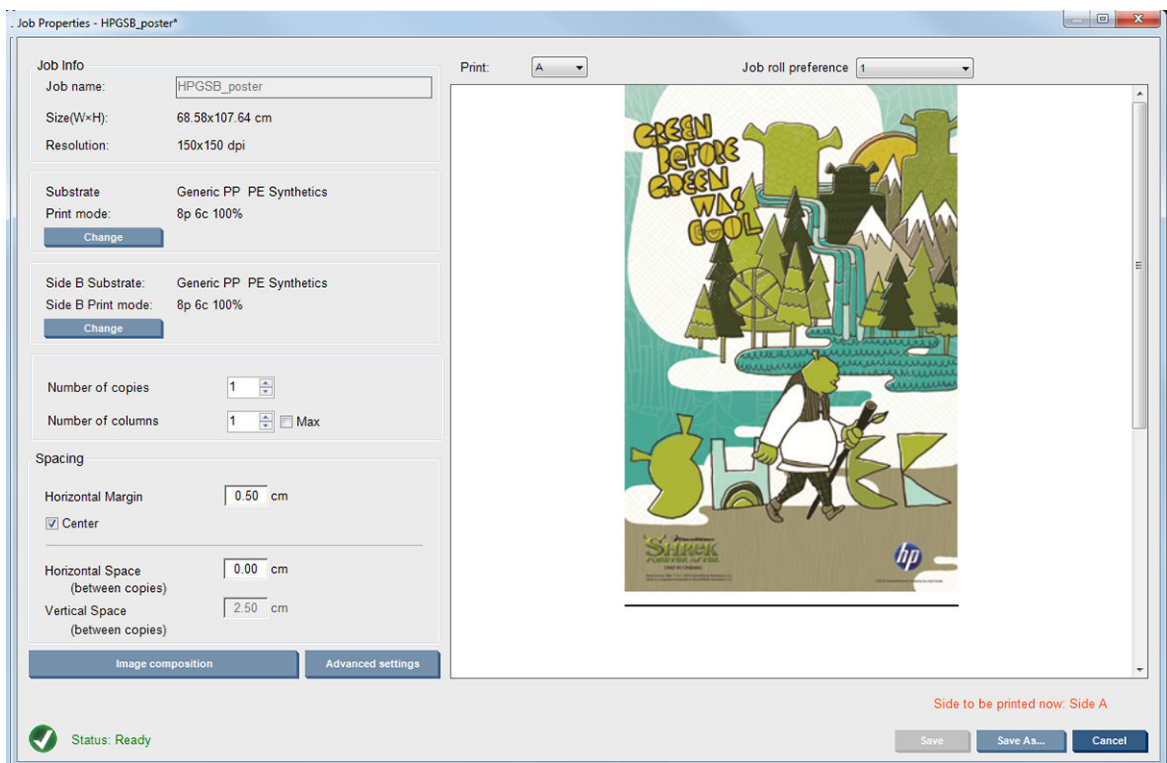 . Job Properties - HPGSB_poster*
Job Info
Job name: HPGSB_poster
Size(W×H): 68.58x107.64 cm
Resolution: 150x150 dpi
Substrate Generic PP PE Synthetics
Print mode: 8p 6c 100%
Change
Side B Substrate: Generic PP PE Synthetics
Side B Print mode: 8p 6c 100%
Change
Number of copies 1
Number of columns 1 Max
Spacing
Horizontal Margin 0.50 cm
Center
Horizontal Space 0.00 cm
(between copies)
Vertical Space 2.50 cm
(between copies)
Image composition Advanced settings
Status: Ready
Print: A Job roll preference 1
GREEN
BEFORE
GREEN
WAS
COOL
SHREK
SHREK
FOREVER AFTER
hp
Side to be printed now: Side A
Save Save As... Cancel